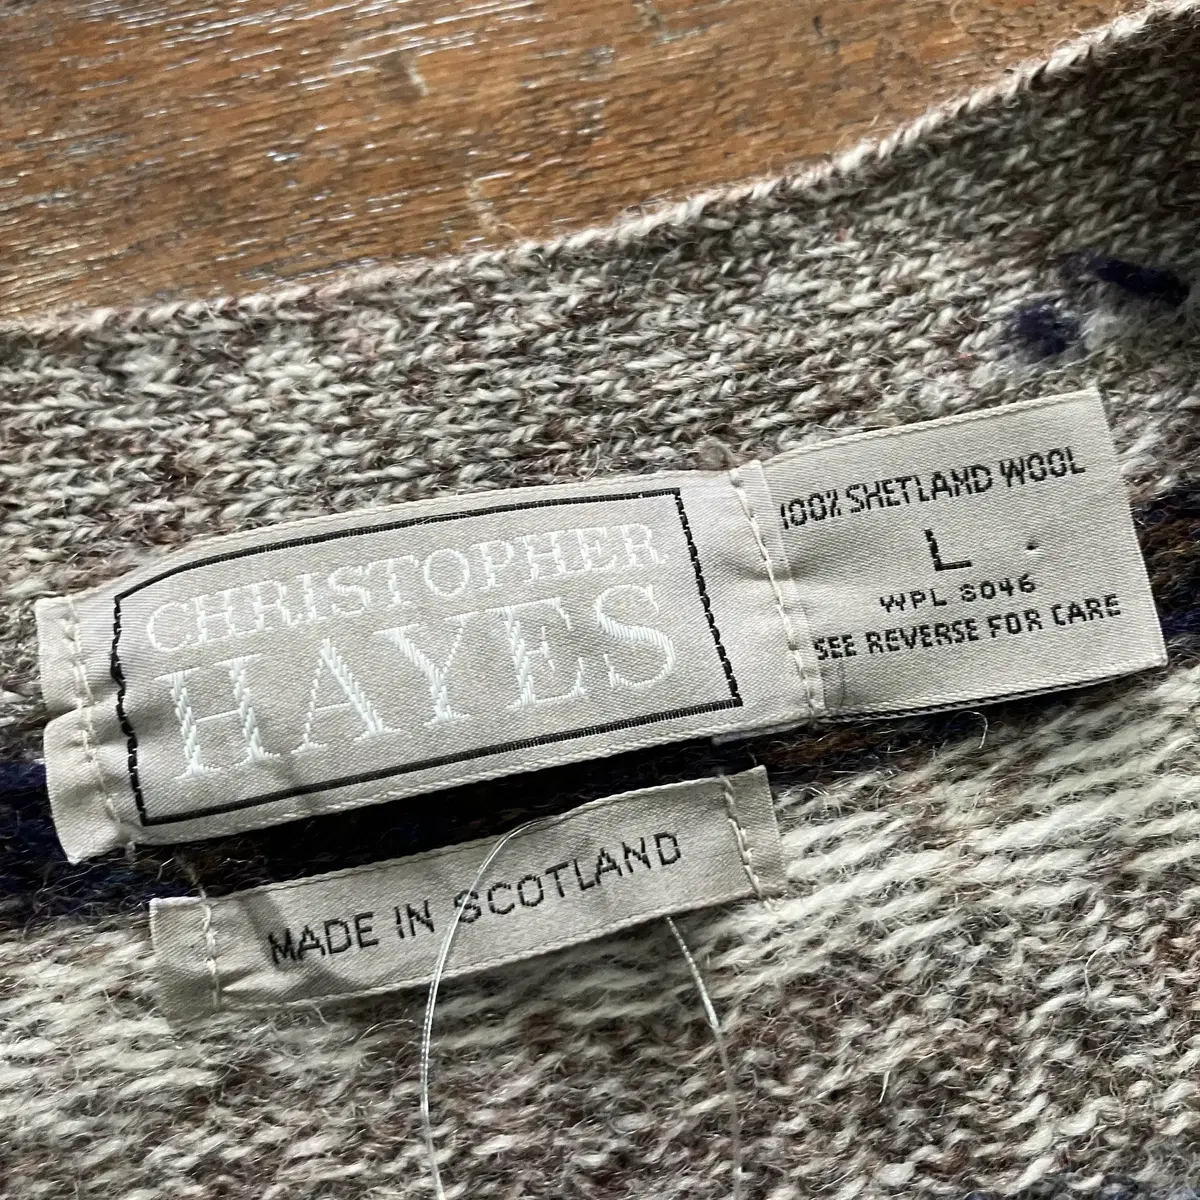 CHRISTOPHER
HAYES
100% SHETLAND WOOL
L
WPL 8046
SEE REVERSE FOR CARE
MADE IN SCOTLAND